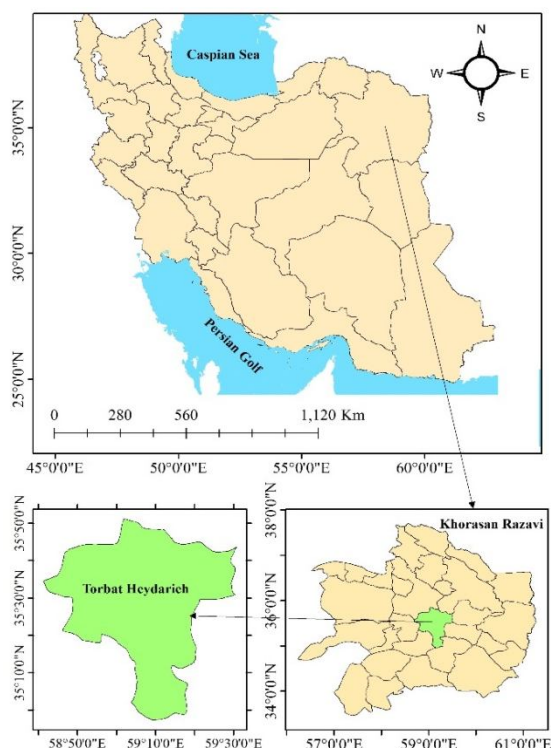 Caspian Sea
N
W
E
S
35°0'0"N
30°0'0"N
25°0'0"N
Persian Golf
0 280 560 1,120 Km
45°0'0"E 50°0'0"E 55°0'0"E 60°0'0"E
Torbat Heydarieh
35°50'N
35°30'0"N
35°10'0"N
58°50'0"E 59°10'0"E 59°30'E
Khorasan Razavi
38°0'N
36°0'0"N
34°0'0"N
57°0'0"E 59°0'0"E 61°0'0"E